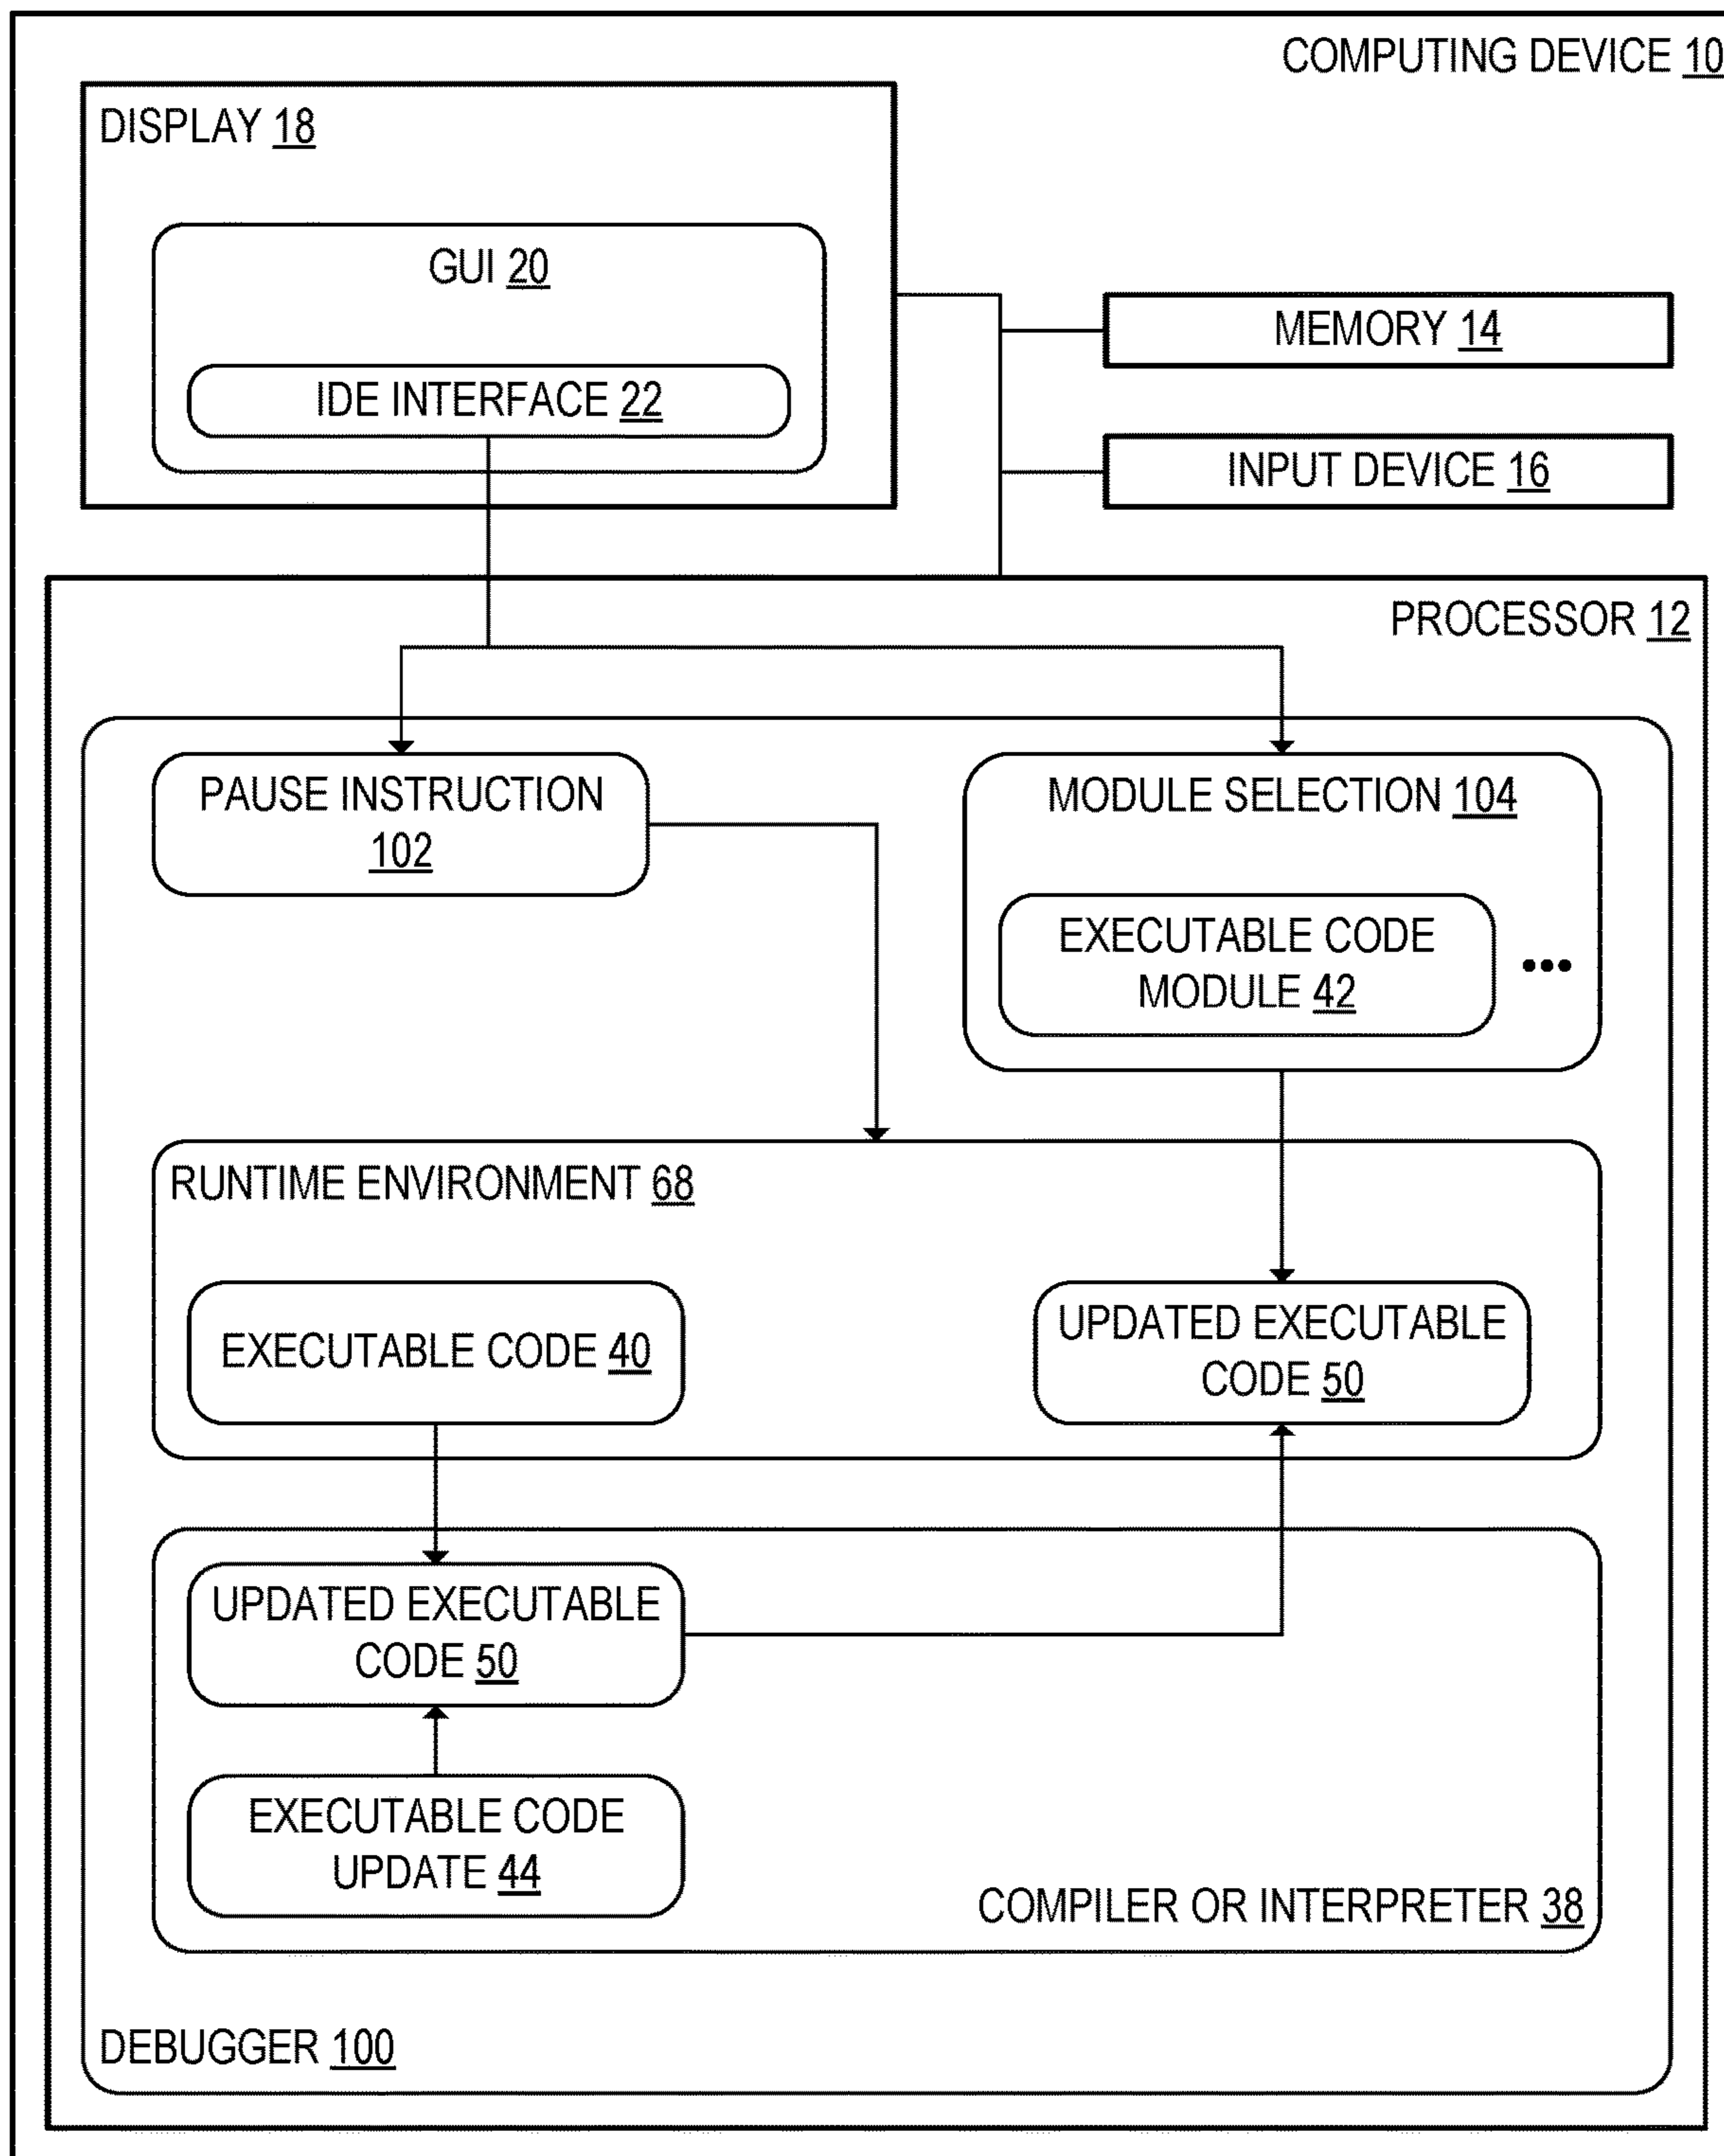 COMPUTING DEVICE 10
DISPLAY 18
GUI 20
IDE INTERFACE 22
MEMORY 14
INPUT DEVICE 16
PROCESSOR 12
PAUSE INSTRUCTION
102
MODULE SELECTION 104
EXECUTABLE CODE
MODULE 42
•••
RUNTIME ENVIRONMENT 68
EXECUTABLE CODE 40
UPDATED EXECUTABLE
CODE 50
UPDATED EXECUTABLE
CODE 50
EXECUTABLE CODE
UPDATE 44
COMPILER OR INTERPRETER 38
DEBUGGER 100